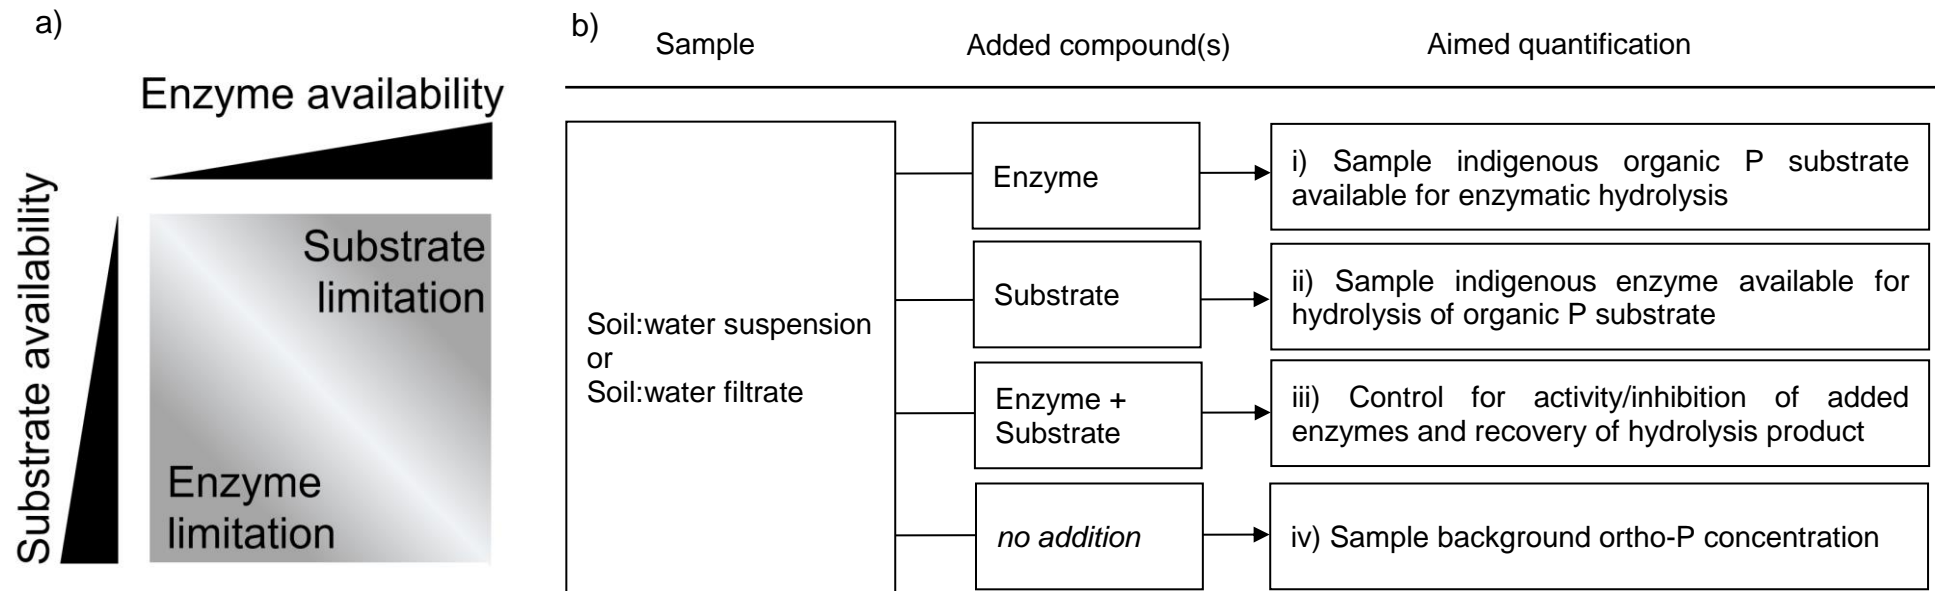 a)
Enzyme availability
Substrate availability
Substrate
limitation
Enzyme
limitation
b)
Sample
Added compound(s)
Aimed quantification
Soil:water suspension
or
Soil:water filtrate
Enzyme
i) Sample indigenous organic P substrate
available for enzymatic hydrolysis
Substrate
ii) Sample indigenous enzyme available for
hydrolysis of organic P substrate
Enzyme +
Substrate
iii) Control for activity/inhibition of added
enzymes and recovery of hydrolysis product
no addition
iv) Sample background ortho-P concentration